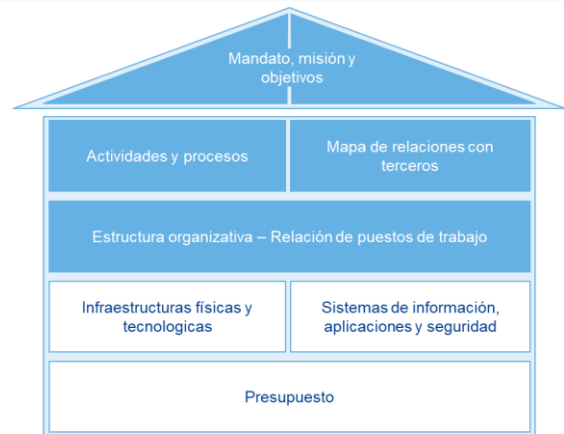 Mandato, misión y
objetivos
Actividades y procesos
Mapa de relaciones con
terceros
Estructura organizativa – Relación de puestos de trabajo
Infraestructuras físicas y
tecnologicas
Sistemas de información,
aplicaciones y seguridad
Presupuesto